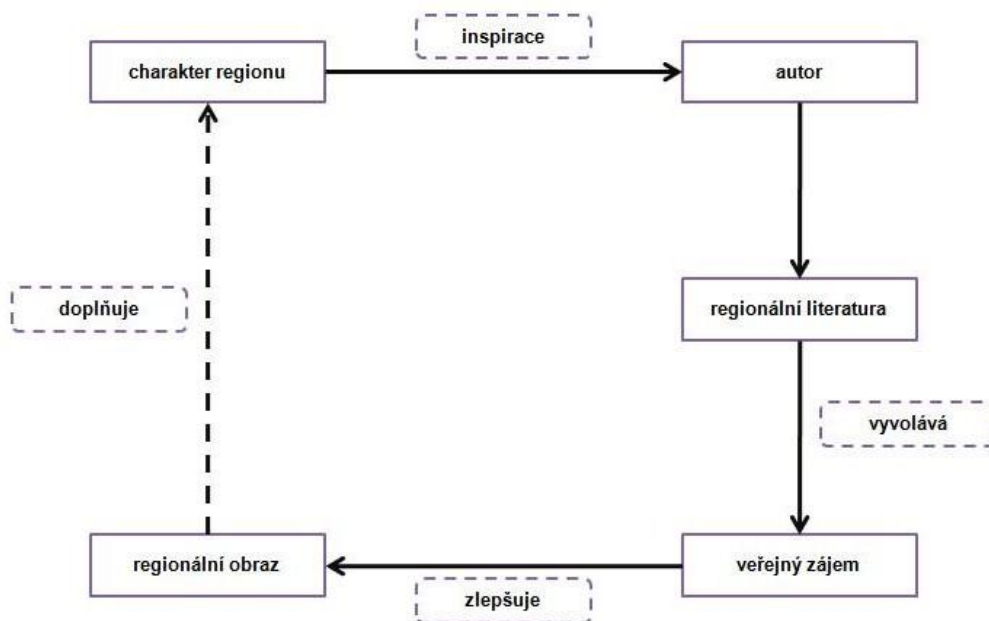 inspirace
charakter regionu
autor
regionální literatura
doplňuje
vyvolává
regionální obraz
veřejný zájem
zlepšuje